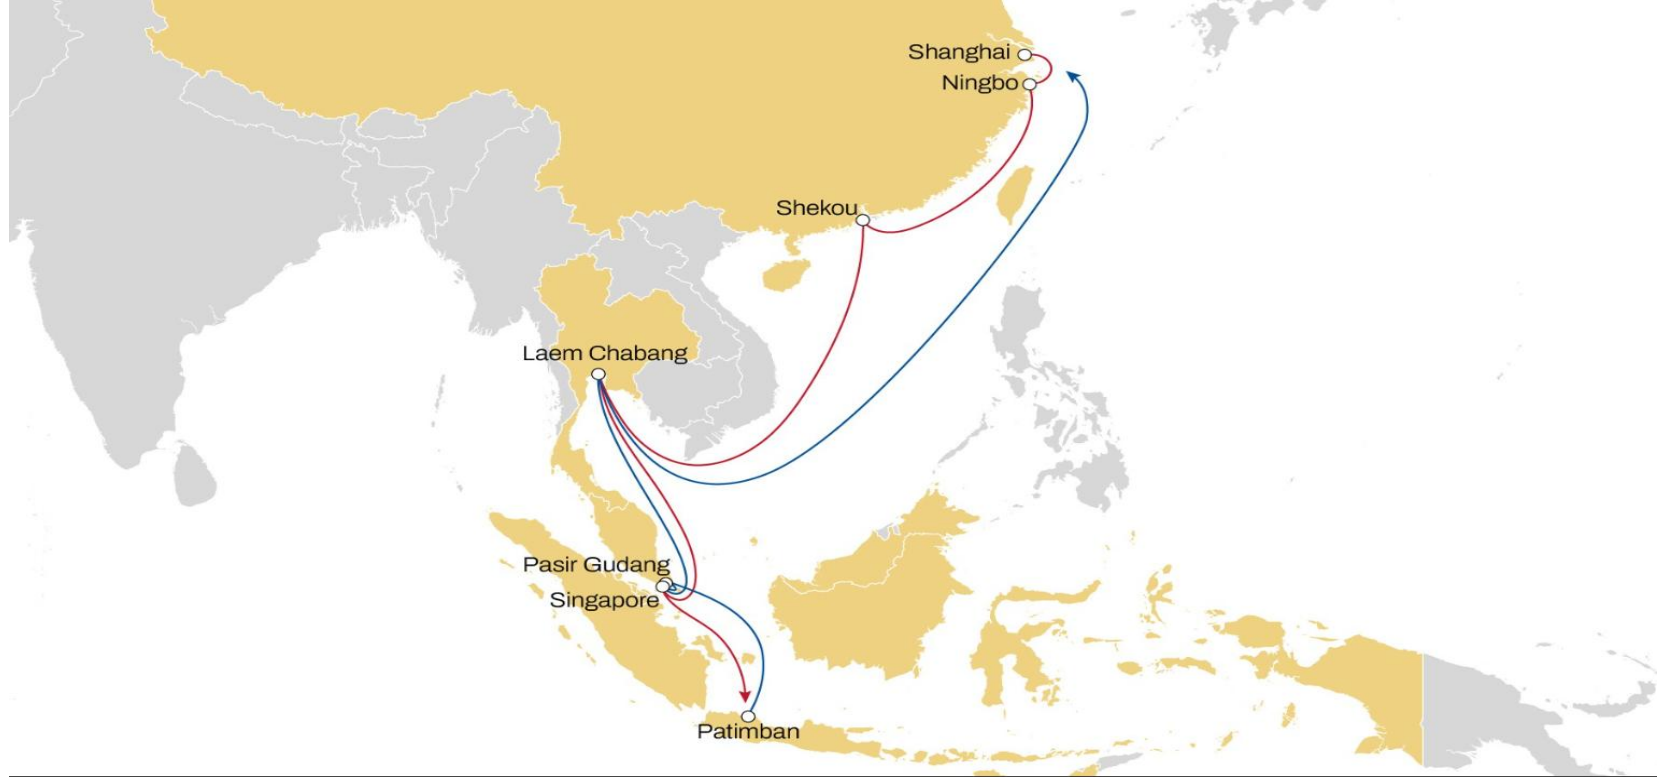 Shanghai
Ningbo
Shekou
Laem Chabang
Pasir Gudang
Singapore
Patimban